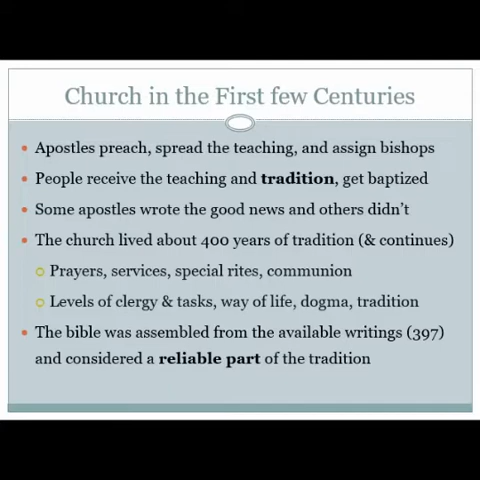 Church in the First few Centuries
Apostles preach, spread the teaching, and assign bishops
People receive the teaching and tradition, get baptized
Some apostles wrote the good news and others didn't
The church lived about 400 years of tradition (& continues)
Prayers, services, special rites, communion
Levels of clergy & tasks, way of life, dogma, tradition
The bible was assembled from the available writings (397)
and considered a reliable part of the tradition